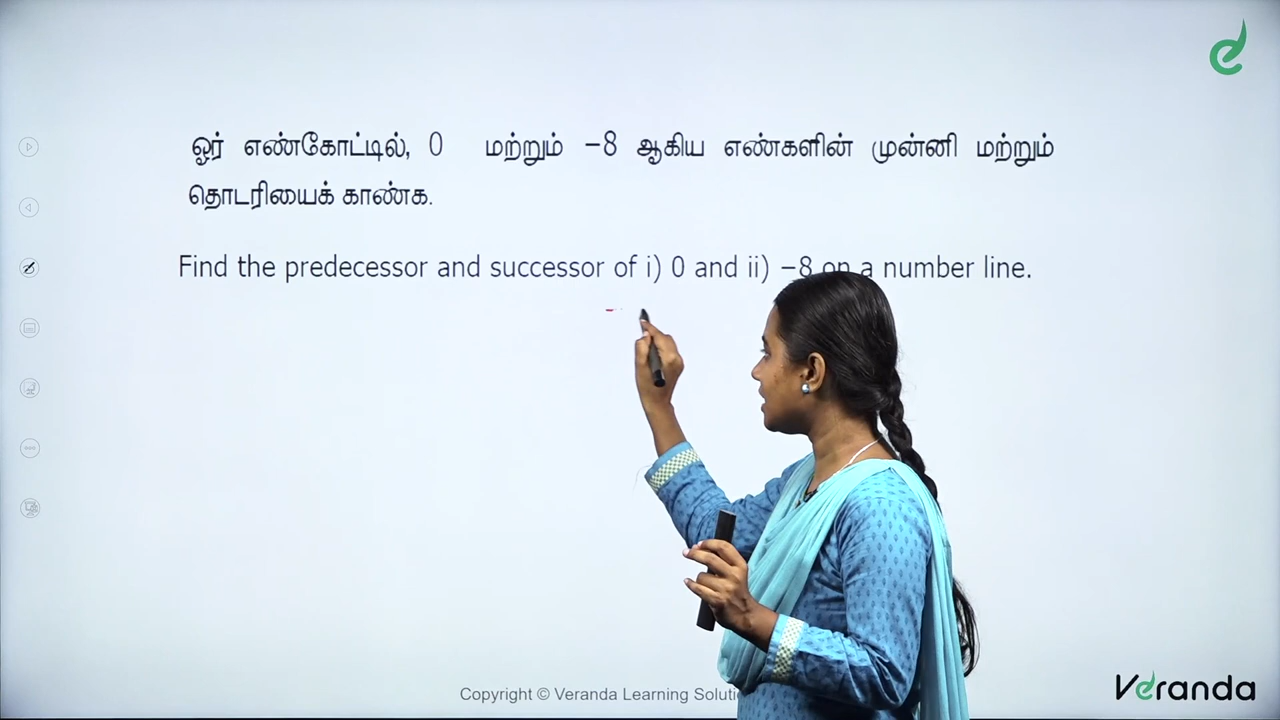 ஓர் எண்கோட்டில், 0 மற்றும் −8 ஆகிய எண்களின் முன்னி மற்றும்
தொடரியைக் காண்க.
Find the predecessor and successor of i) 0 and ii) −8 on a number line.
Copyright © Veranda Learning
Veranda